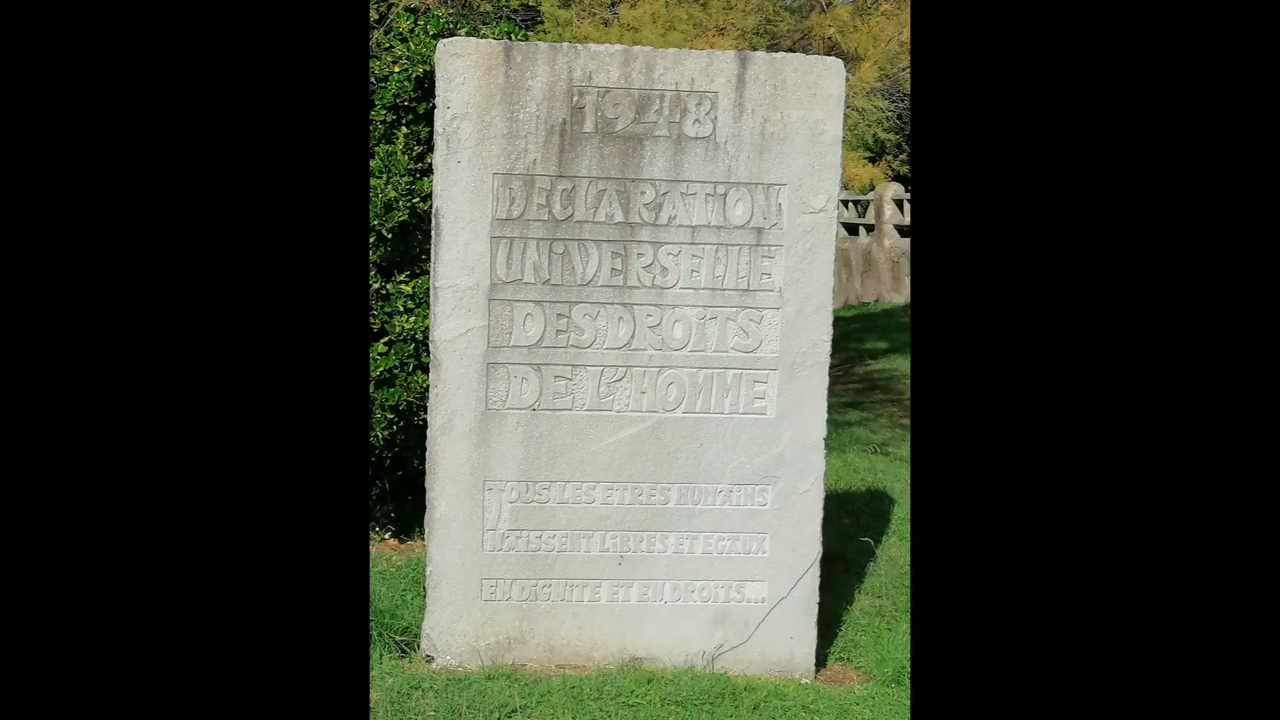 1948
DECLARATION
UNiVERSELLE
DES DROiTS
DE L'HOMME
TOUS LES ETRES HUMAiNS
NAiSSENT LiBRES ET EGAUX
EN DiGNiTE ET EN DROiTS...